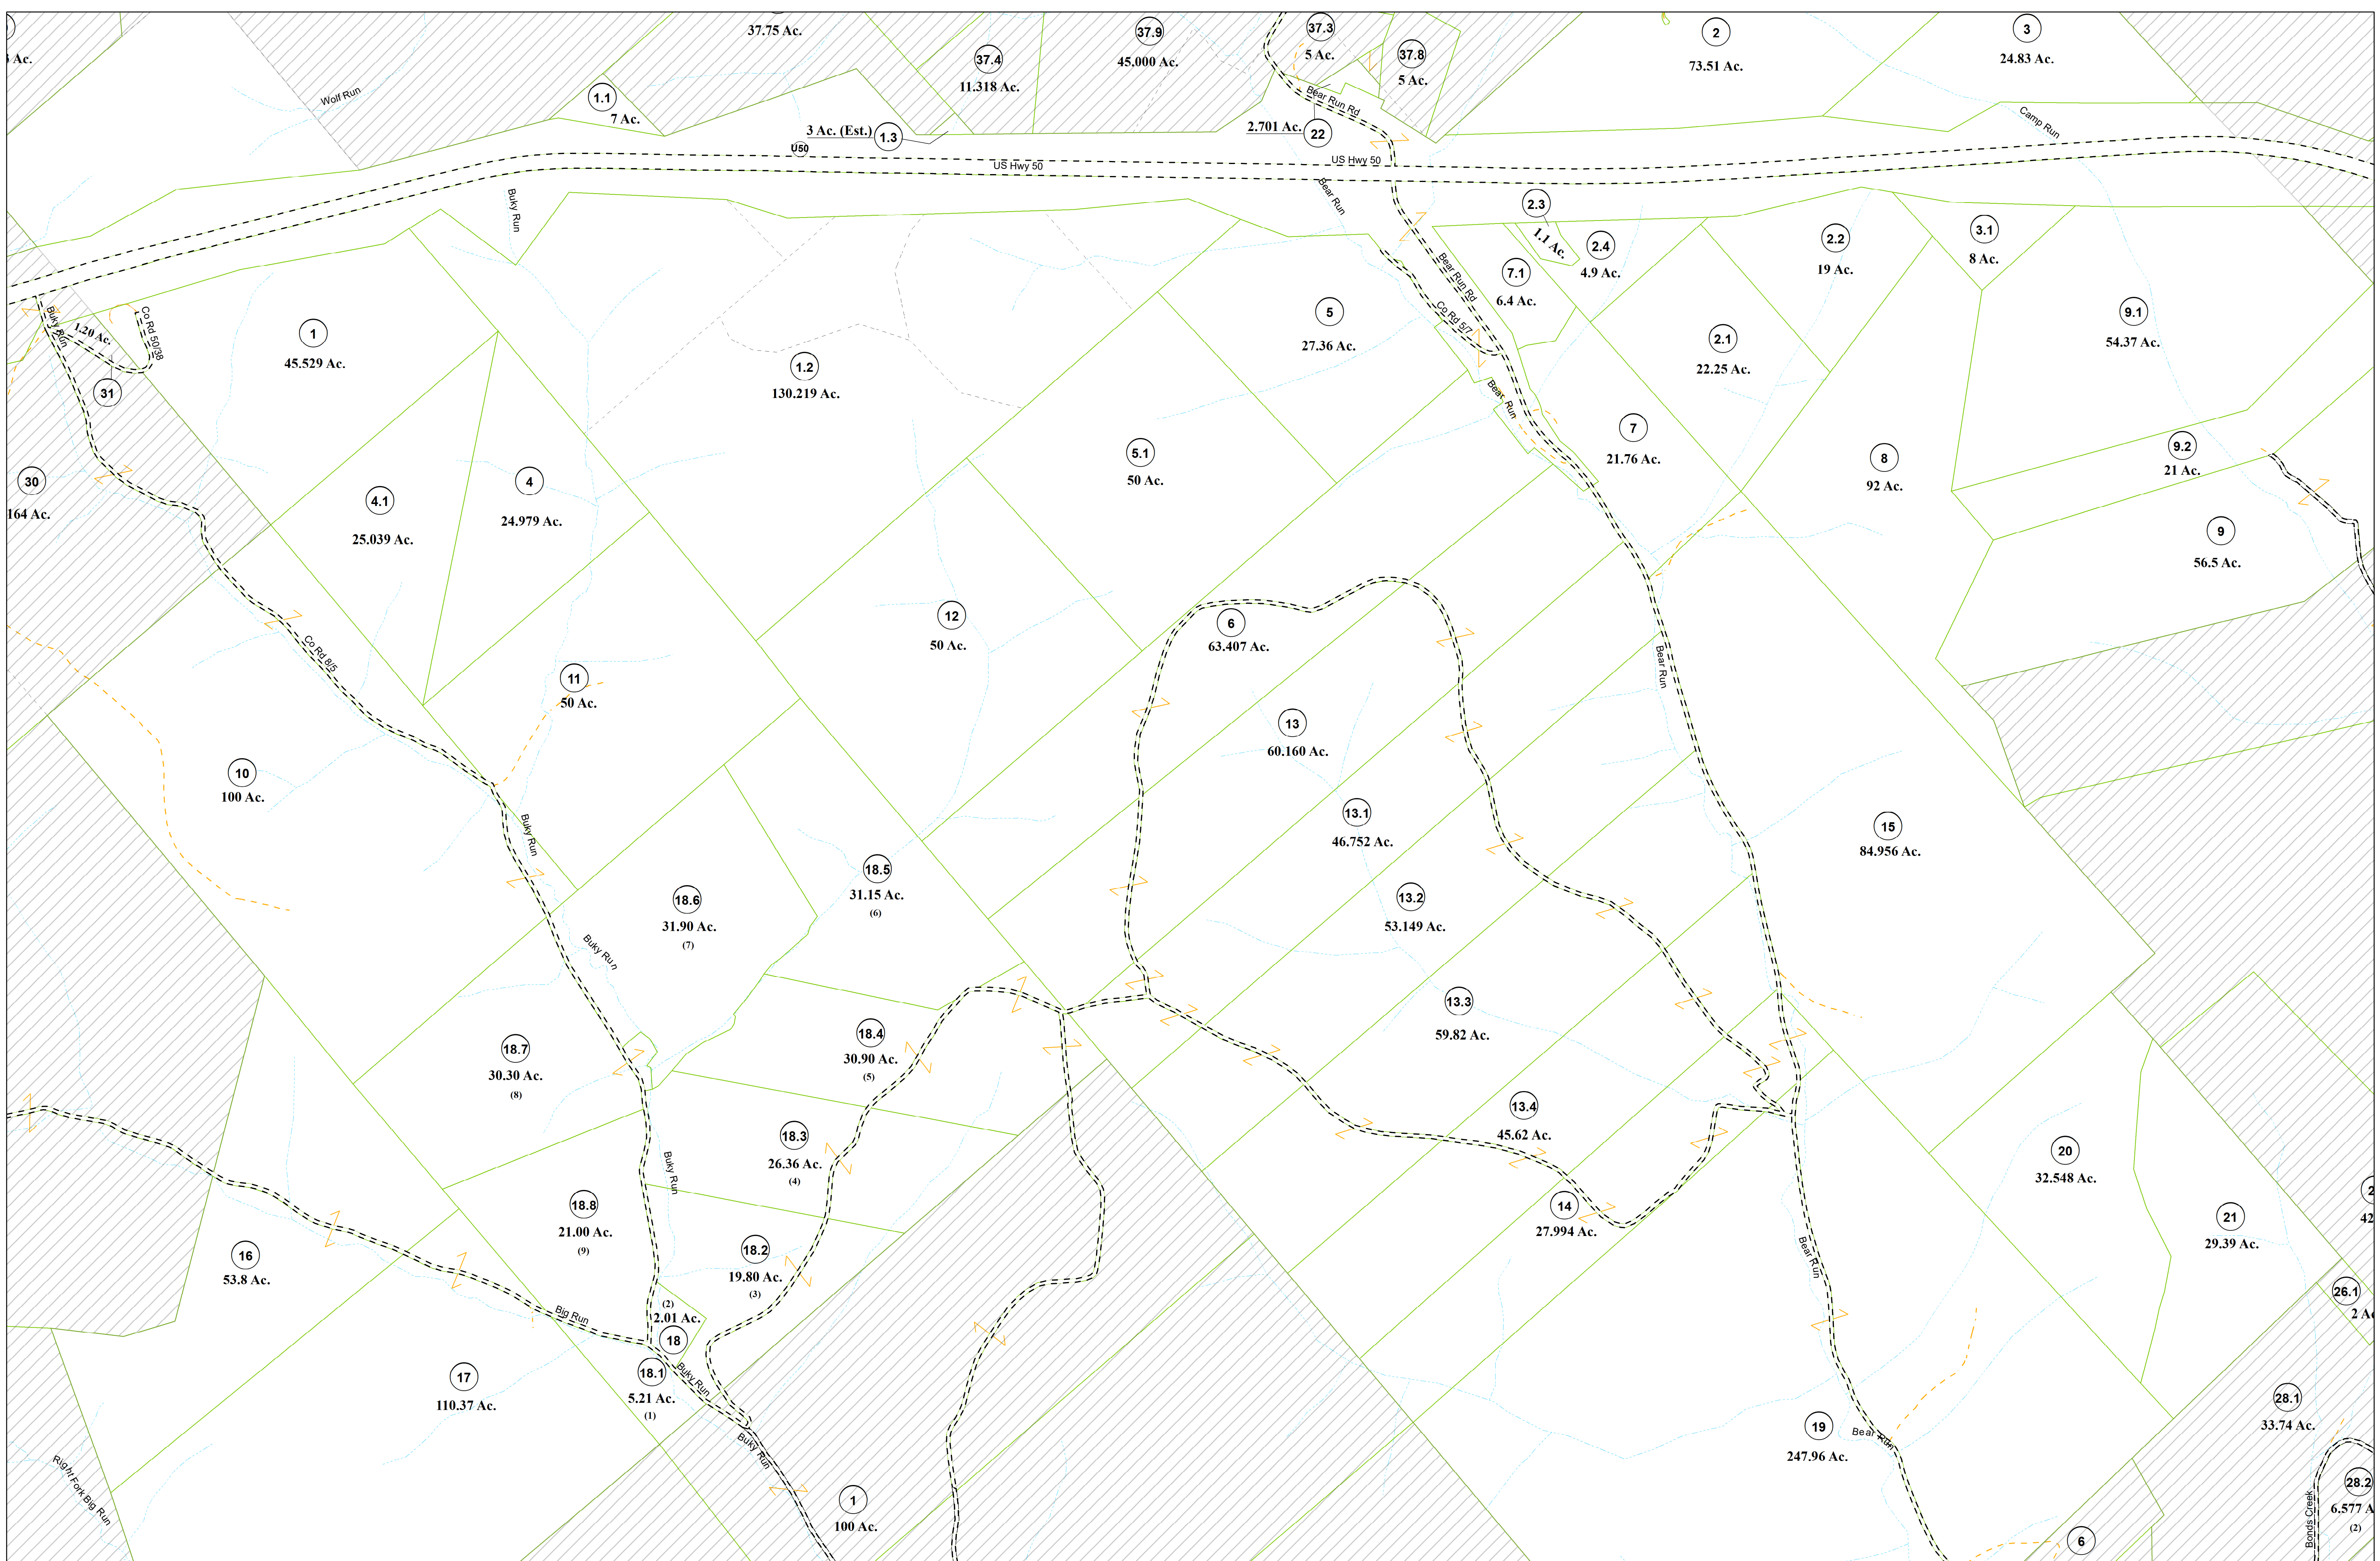 37.75 Ac.
37.9
45.000 Ac.
37.3
5 Ac.
37.8
5 Ac.
2
73.51 Ac.
3
24.83 Ac.
Ac.
37.4
11.318 Ac.
Wolf Run
1.1
7 Ac.
Bear Run Rd
Camp Run
3 Ac. (Est.)
1.3
2.701 Ac.
22
U50
US Hwy 50
US Hwy 50
Buky Run
Bear Run
2.3
1.1 Ac.
2.4
4.9 Ac.
2.2
19 Ac.
3.1
8 Ac.
Bear Run Rd
7.1
6.4 Ac.
Buky Run
1.20 Ac.
Co Rd 50/38
31
1
45.529 Ac.
1.2
130.219 Ac.
5
27.36 Ac.
Co Rd 5/7
2.1
22.25 Ac.
9.1
54.37 Ac.
Bear Run
30
164 Ac.
4.1
25.039 Ac.
4
24.979 Ac.
5.1
50 Ac.
7
21.76 Ac.
8
92 Ac.
9.2
21 Ac.
9
56.5 Ac.
Co Rd 8/5
11
50 Ac.
12
50 Ac.
6
63.407 Ac.
Bear Run
13
60.160 Ac.
10
100 Ac.
Buky Run
13.1
46.752 Ac.
15
84.956 Ac.
18.6
31.90 Ac.
(7)
18.5
31.15 Ac.
(6)
13.2
53.149 Ac.
Buky Run
18.7
30.30 Ac.
(8)
18.4
30.90 Ac.
(5)
13.3
59.82 Ac.
18.3
26.36 Ac.
(4)
13.4
45.62 Ac.
20
32.548 Ac.
Buky Run
16
53.8 Ac.
18.8
21.00 Ac.
(9)
18.2
19.80 Ac.
(3)
14
27.994 Ac.
Bear Run
21
29.39 Ac.
2
42
26.1
2 Ac
Big Run
(2)
2.01 Ac.
18
17
110.37 Ac.
18.1
5.21 Ac.
(1)
Buky Run
Buky Run
19
247.96 Ac.
Bear Run
28.1
33.74 Ac.
Right Fork Big Run
1
100 Ac.
6
Bonds Creek
28.2
6.577 A
(2)